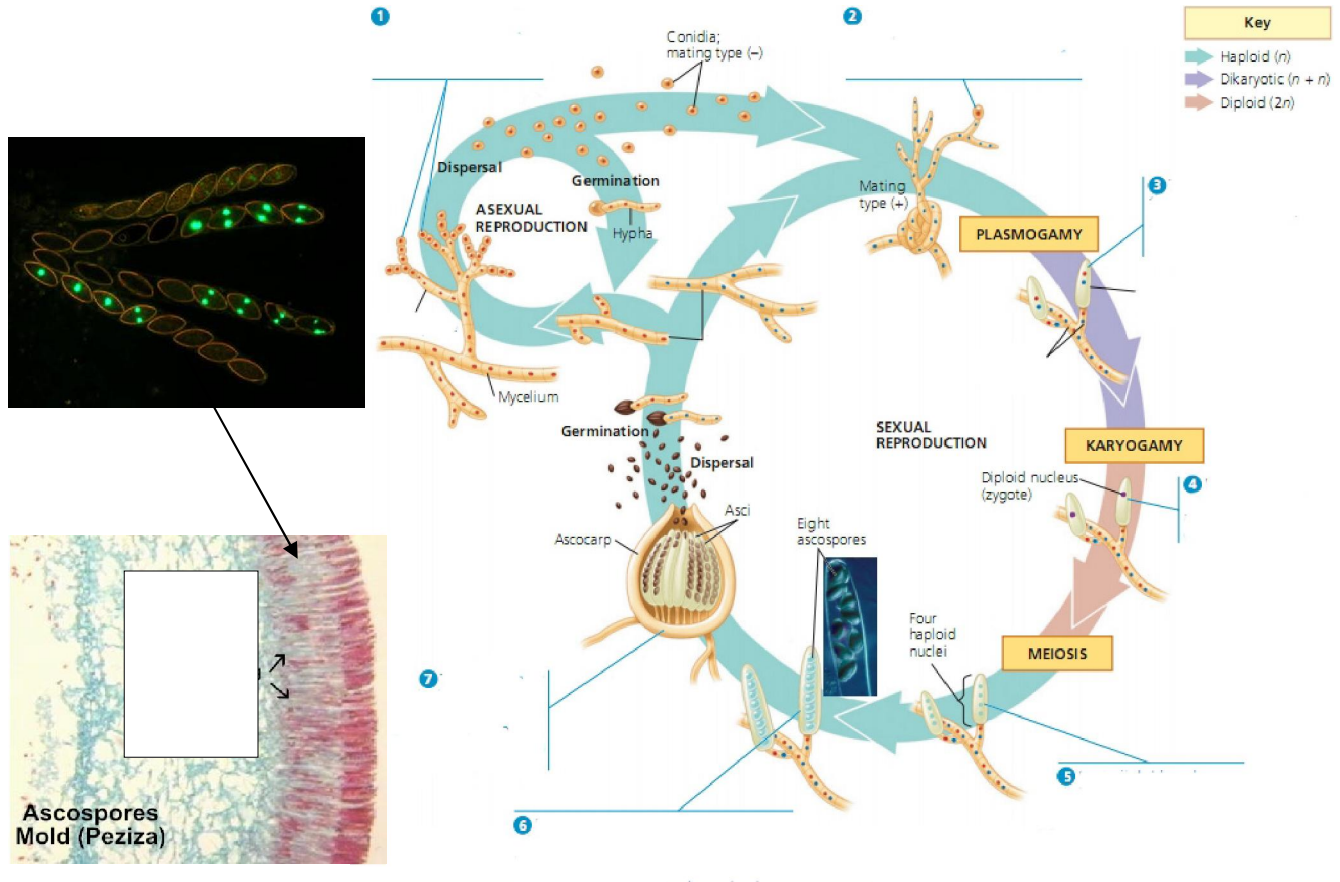 1
2
Key
Haploid (n)
Dikaryotic (n + n)
Diploid (2n)
Conidia;
mating type (–)
Dispersal
Germination
ASEXUAL
REPRODUCTION
Hypha
Mycelium
Mating
type (+)
3
PLASMOGAMY
SEXUAL
REPRODUCTION
KARYOGAMY
Diploid nucleus
(zygote)
4
Germination
Dispersal
Asci
Ascocarp
Eight
ascospores
Four
haploid
nuclei
MEIOSIS
7
5
6
Ascospores
Mold (Peziza)